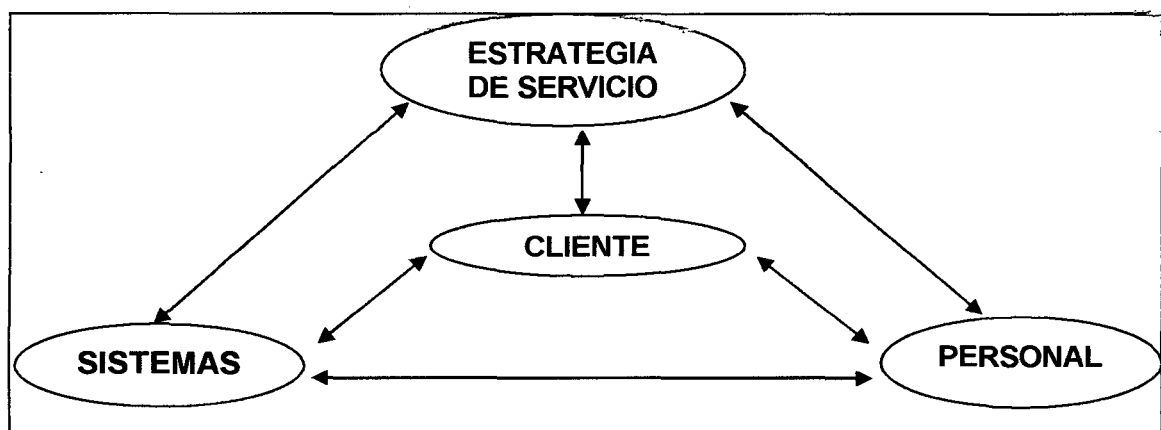 ESTRATEGIA
DE SERVICIO
CLIENTE
SISTEMAS
PERSONAL